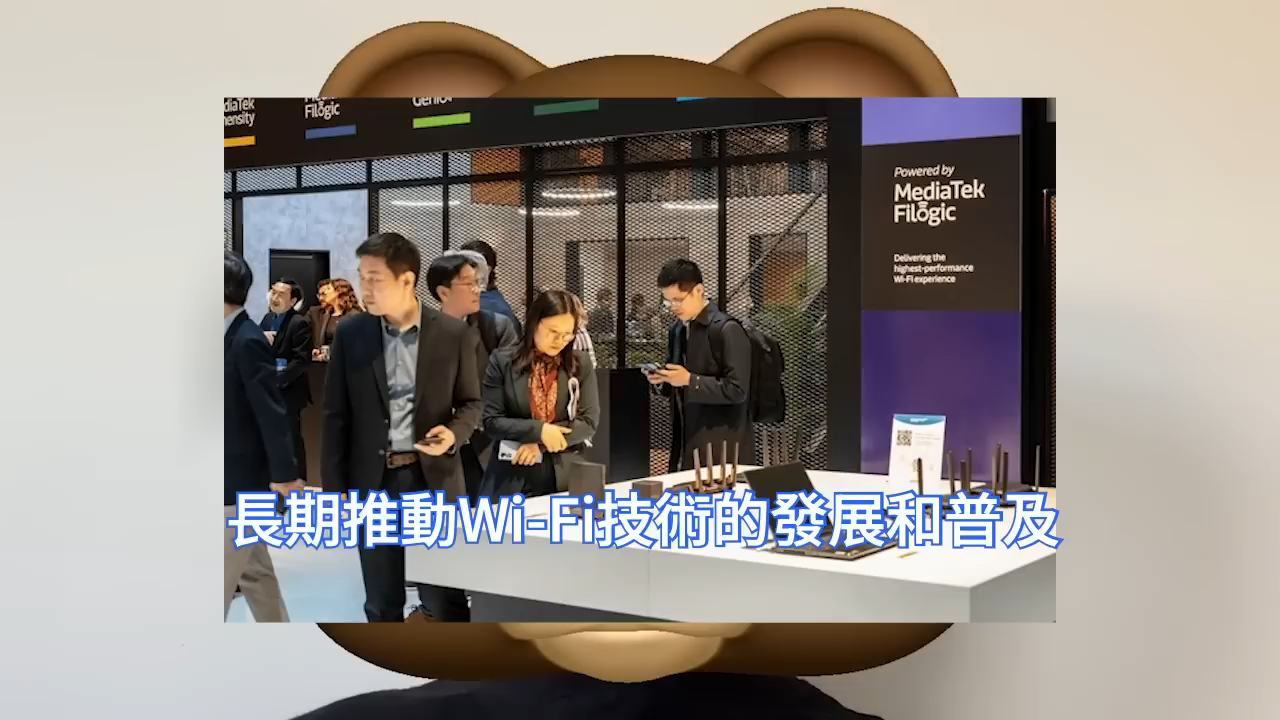 Filogic
Powered by
MediaTek
Filogic
Delivering the
highest-performance
Wi-Fi experience
長期推動Wi-Fi技術的發展和普及